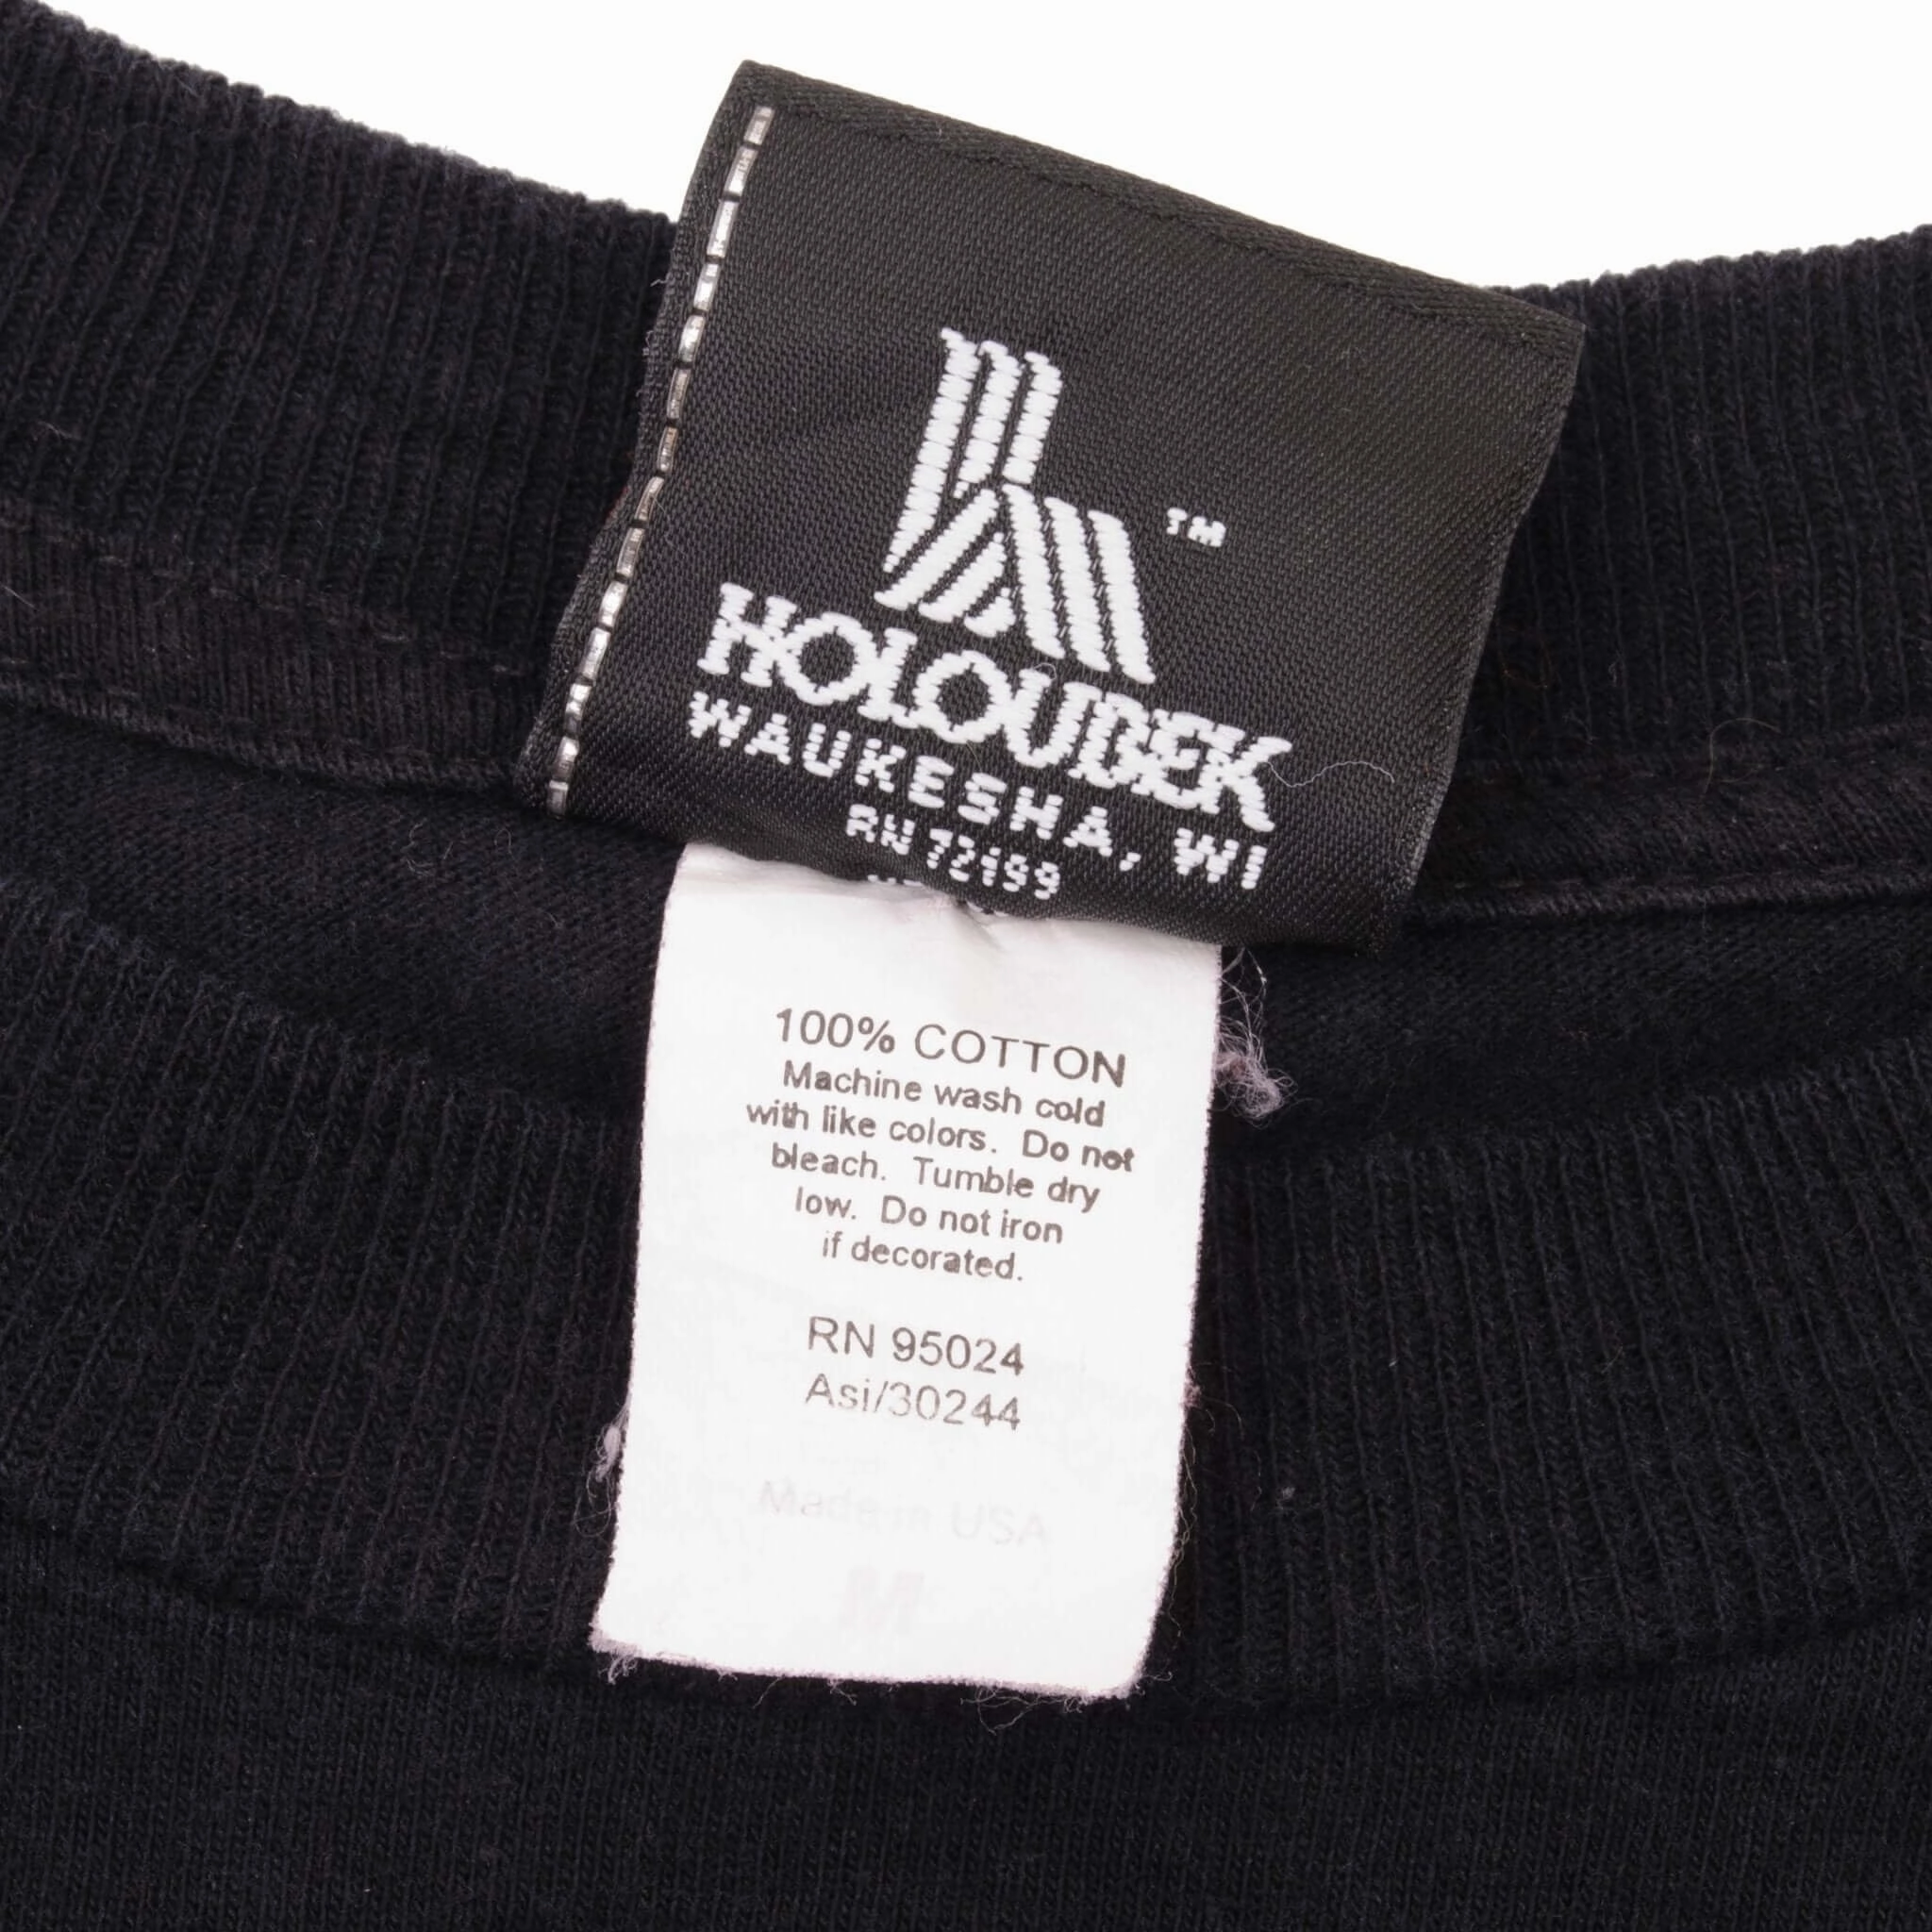 TM
HOLOUDEK
WAUKESHA, WI
RN 72199
100% COTTON
Machine wash cold
with like colors. Do not
bleach. Tumble dry
low. Do not iron
if decorated.
RN 95024
Asi/30244
Made in USA
M